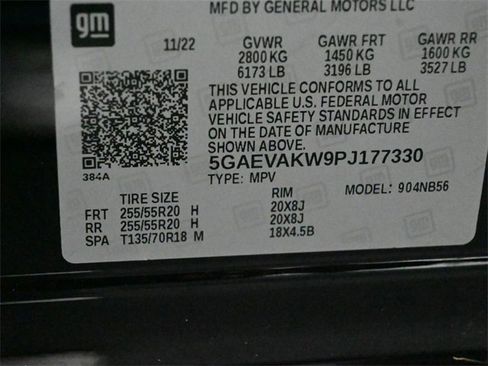 MFD BY GENERAL MOTORS LLC
gm
11/22 GVWR GAWR FRT GAWR RR
2800 KG 1450 KG 1600 KG
6173 LB 3196 LB 3527 LB
THIS VEHICLE CONFORMS TO ALL
APPLICABLE U.S. FEDERAL MOTOR
VEHICLE SAFETY STANDARDS IN EFFECT
ON THE DATE OF MANUFACTURE
SHOWN ABOVE.
384A
5GAEVAKW9PJ177330
TYPE: MPV MODEL: 904NB56
TIRE SIZE RIM
FRT 255/55R20 H 20X8J
RR 255/55R20 H 20X8J
SPA T135/70R18 M 18X4.5B